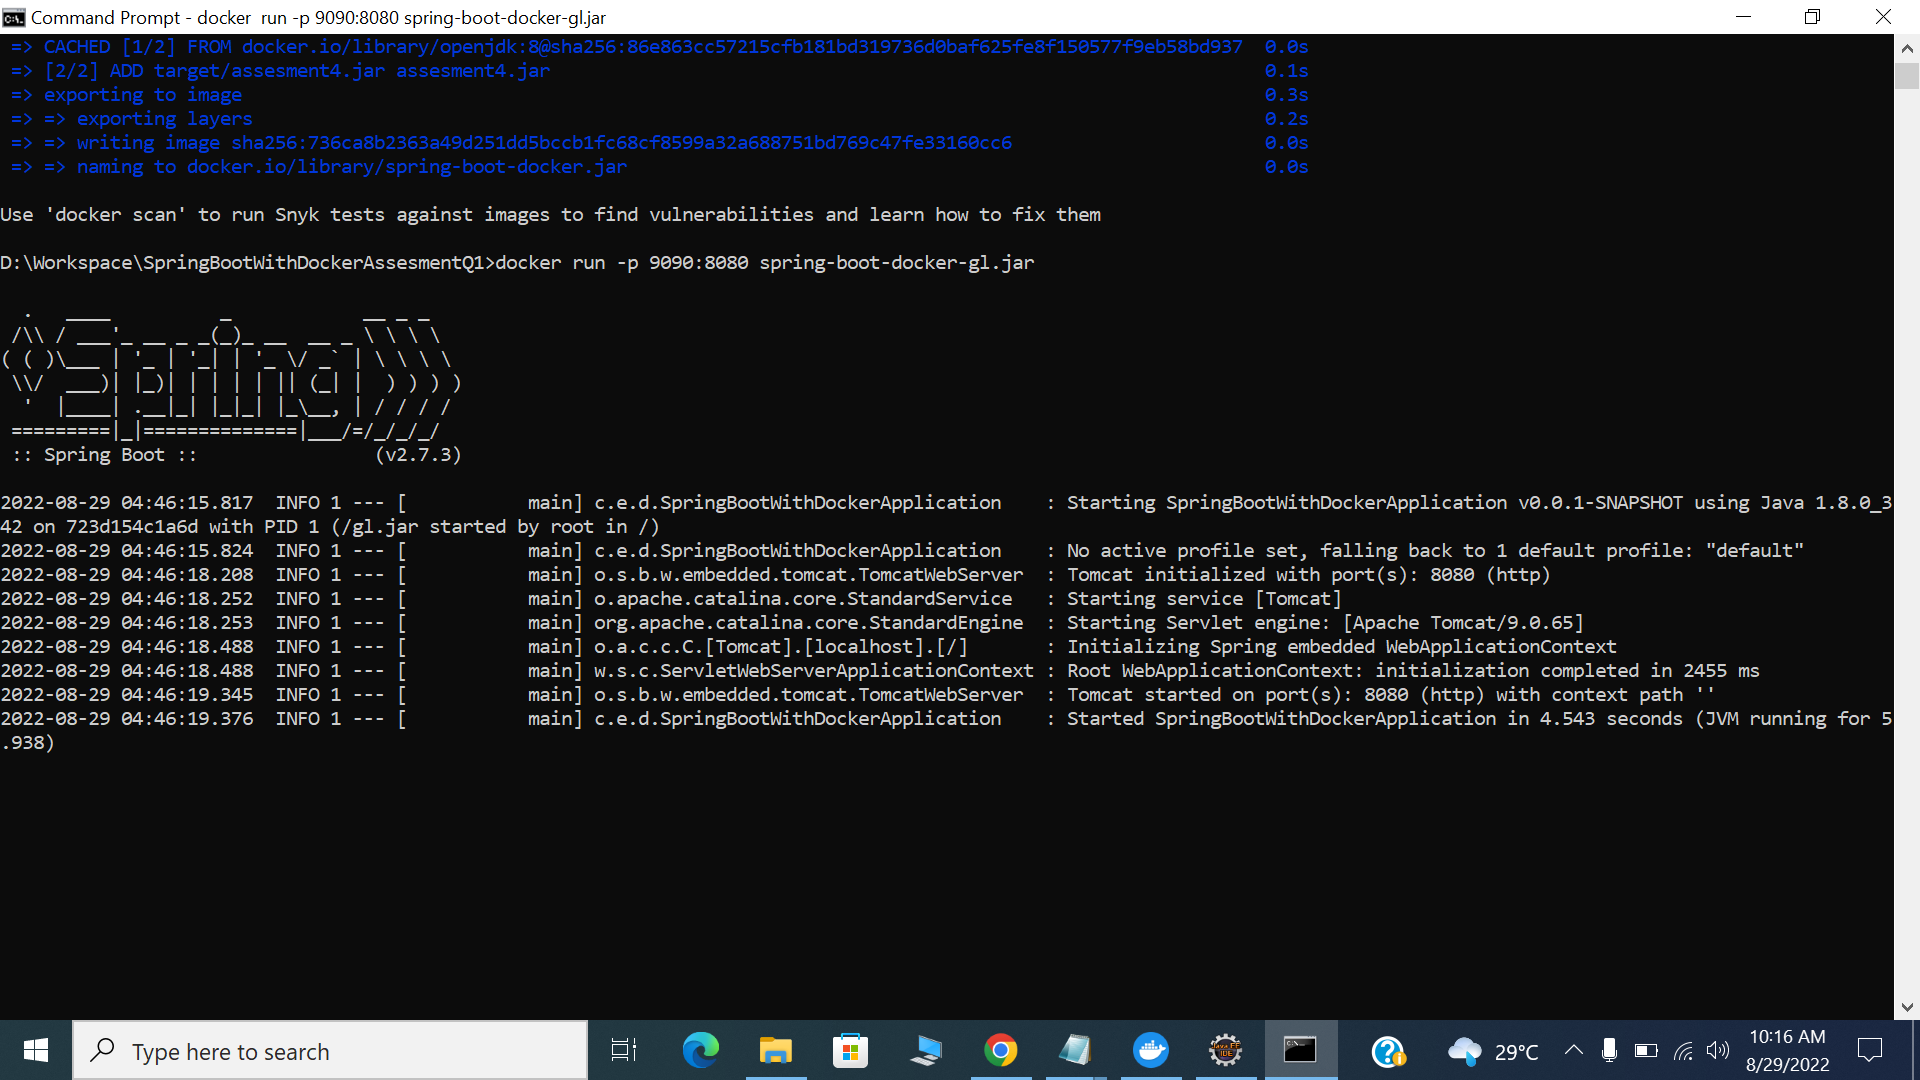 Command Prompt - docker  run -p 9090:8080 spring-boot-docker-gl.jar
=> CACHED [1/2] FROM docker.io/library/openjdk:8@sha256:86e863cc57215cfb181bd319736d0baf625fe8f150577f9eb58bd937  0.0s
=> [2/2] ADD target/assesment4.jar assesment4.jar  0.1s
=> exporting to image  0.3s
=> => exporting layers  0.2s
=> => writing image sha256:736ca8b2363a49d251dd5bccb1fc68cf8599a32a688751bd769c47fe33160cc6  0.0s
=> => naming to docker.io/library/spring-boot-docker.jar  0.0s
Use 'docker scan' to run Snyk tests against images to find vulnerabilities and learn how to fix them
D:\Workspace\SpringBootWithDockerAssesmentQ1>docker run -p 9090:8080 spring-boot-docker-gl.jar
Spring
:: Spring Boot ::                (v2.7.3)
2022-08-29 04:46:15.817  INFO 1 --- [           main] c.e.d.SpringBootWithDockerApplication    : Starting SpringBootWithDockerApplication v0.0.1-SNAPSHOT using Java 1.8.0_3
42 on 723d154c1a6d with PID 1 (/gl.jar started by root in /)
2022-08-29 04:46:15.824  INFO 1 --- [           main] c.e.d.SpringBootWithDockerApplication    : No active profile set, falling back to 1 default profile: "default"
2022-08-29 04:46:18.208  INFO 1 --- [           main] o.s.b.w.embedded.tomcat.TomcatWebServer  : Tomcat initialized with port(s): 8080 (http)
2022-08-29 04:46:18.252  INFO 1 --- [           main] o.apache.catalina.core.StandardService   : Starting service [Tomcat]
2022-08-29 04:46:18.253  INFO 1 --- [           main] org.apache.catalina.core.StandardEngine  : Starting Servlet engine: [Apache Tomcat/9.0.65]
2022-08-29 04:46:18.488  INFO 1 --- [           main] o.a.c.c.C.[Tomcat].[localhost].[/]       : Initializing Spring embedded WebApplicationContext
2022-08-29 04:46:18.488  INFO 1 --- [           main] w.s.c.ServletWebServerApplicationContext : Root WebApplicationContext: initialization completed in 2455 ms
2022-08-29 04:46:19.345  INFO 1 --- [           main] o.s.b.w.embedded.tomcat.TomcatWebServer  : Tomcat started on port(s): 8080 (http) with context path ''
2022-08-29 04:46:19.376  INFO 1 --- [           main] c.e.d.SpringBootWithDockerApplication    : Started SpringBootWithDockerApplication in 4.543 seconds (JVM running for 5
.938)
Type here to search
29°C
10:16 AM
8/29/2022